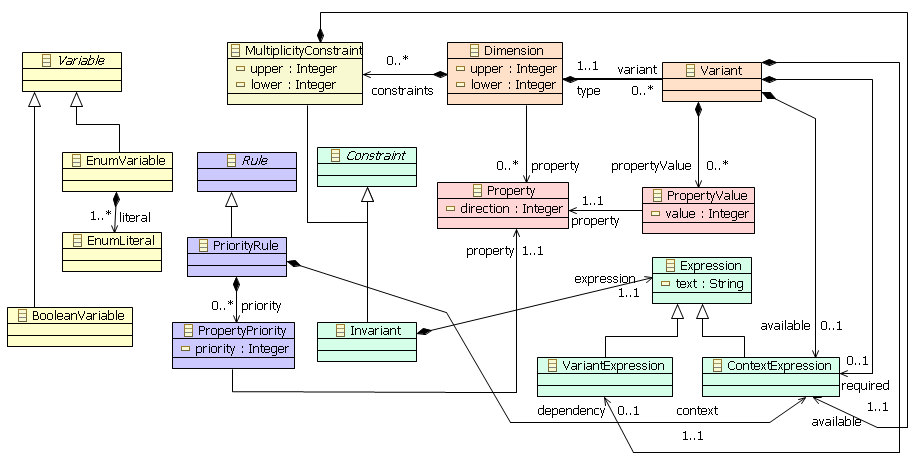 Variable
MultiplicityConstraint
upper : Integer
lower : Integer
0..*
constraints
Dimension
upper : Integer
lower : Integer
1..1
type
variant
0..*
Variant
EnumVariable
1..*
literal
EnumLiteral
BooleanVariable
Rule
Constraint
0..*
property
propertyValue
0..*
Property
direction : Integer
1..1
property
PropertyValue
value : Integer
PriorityRule
0..*
priority
property
1..1
PropertyPriority
priority : Integer
Invariant
expression
1..1
Expression
text : String
available
0..1
VariantExpression
ContextExpression
0..1
required
dependency
0..1
context
1..1
available
1..1